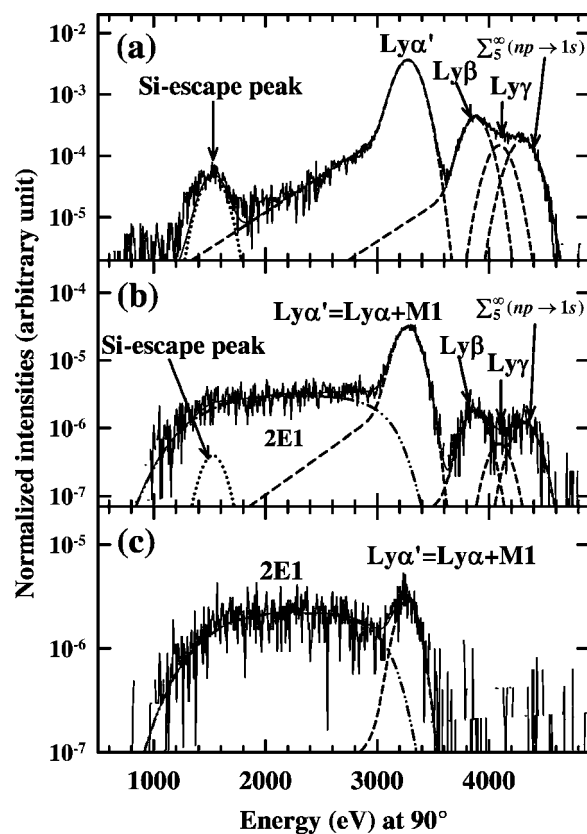 Normalized intensities (arbitrary unit)
10⁻²
10⁻³
10⁻⁴
10⁻⁵
(a)
Si-escape peak
Lyα'
Lyβ
Lyγ
∑₅^∞(np → 1s)
10⁻⁴
10⁻⁵
10⁻⁶
10⁻⁷
(b)
Lyα'=Lyα+M1
∑₅^∞(np → 1s)
Si-escape peak
Lyβ
Lyγ
2E1
10⁻⁵
10⁻⁶
10⁻⁷
(c)
Lyα'=Lyα+M1
2E1
1000 2000 3000 4000
Energy (eV) at 90°